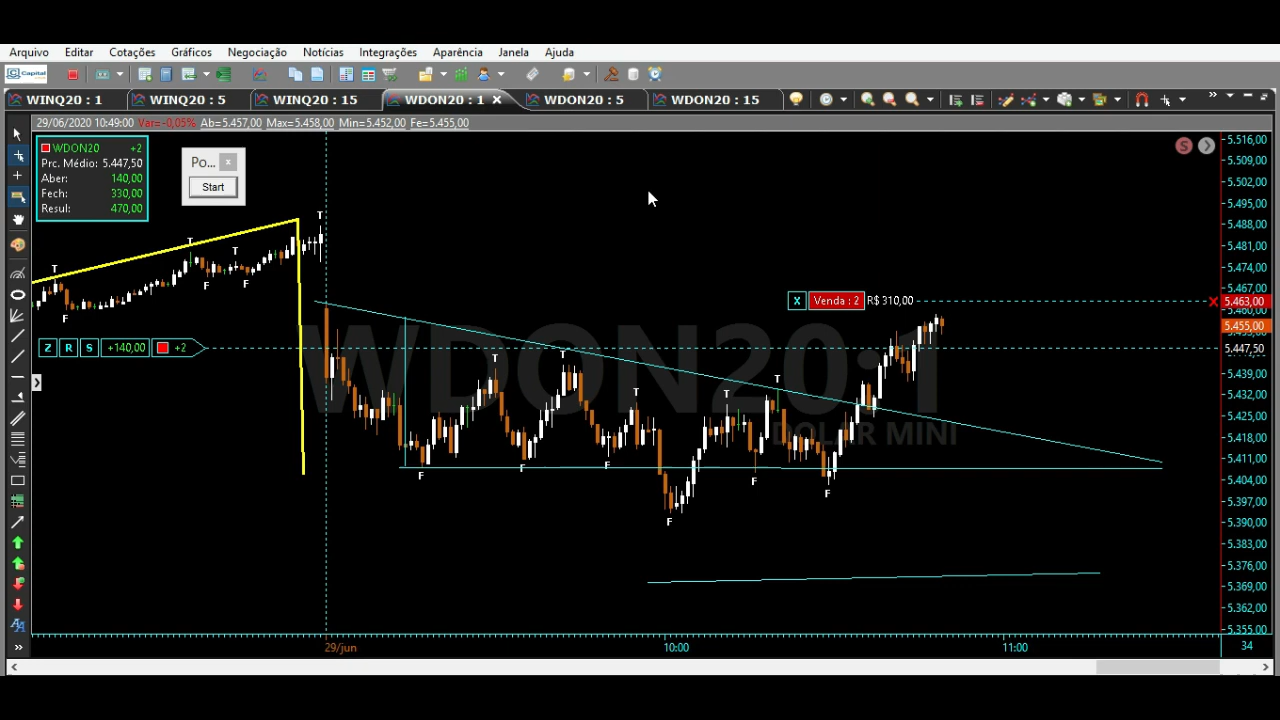 Arquivo Editar Cotações Gráficos Negociação Notícias Integrações Aparência Janela Ajuda
Capital
WINQ20 : 1 WINQ20 : 5 WINQ20 : 15 WDON20 : 1 WDON20 : 5 WDON20 : 15
29/06/2020 10:49:00 Var=-0,05% Ab=5.457,00 Max=5.458,00 Min=5.452,00 Fe=5.455,00
WDON20 +2
Prc. Médio: 5.447,50
Aber: 140,00
Fech: 330,00
Resul: 470,00
Po... x
Start
S
5.516,00
5.509,00
5.502,00
5.495,00
5.488,00
5.481,00
5.474,00
5.467,00
X Venda : 2 R$ 310,00
5.463,00
5.460,00
5.455,00
Z R S +140,00 +2
5.447,50
5.439,00
5.432,00
5.425,00
5.418,00
5.411,00
5.404,00
5.397,00
5.390,00
5.383,00
5.376,00
5.369,00
5.362,00
5.355,00
WDON20:1
DOLAR MINI
T T T T T T T T T
F F F F F F F F F
29/jun 10:00 11:00 34